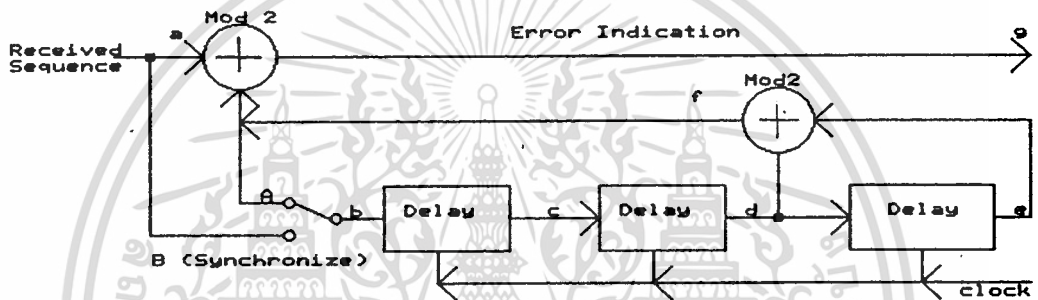 Mod 2
a
Error Indication
g
Received
Sequence
Mod2
f
A
b
Delay
c
Delay
d
Delay
e
B (Synchronize)
clock